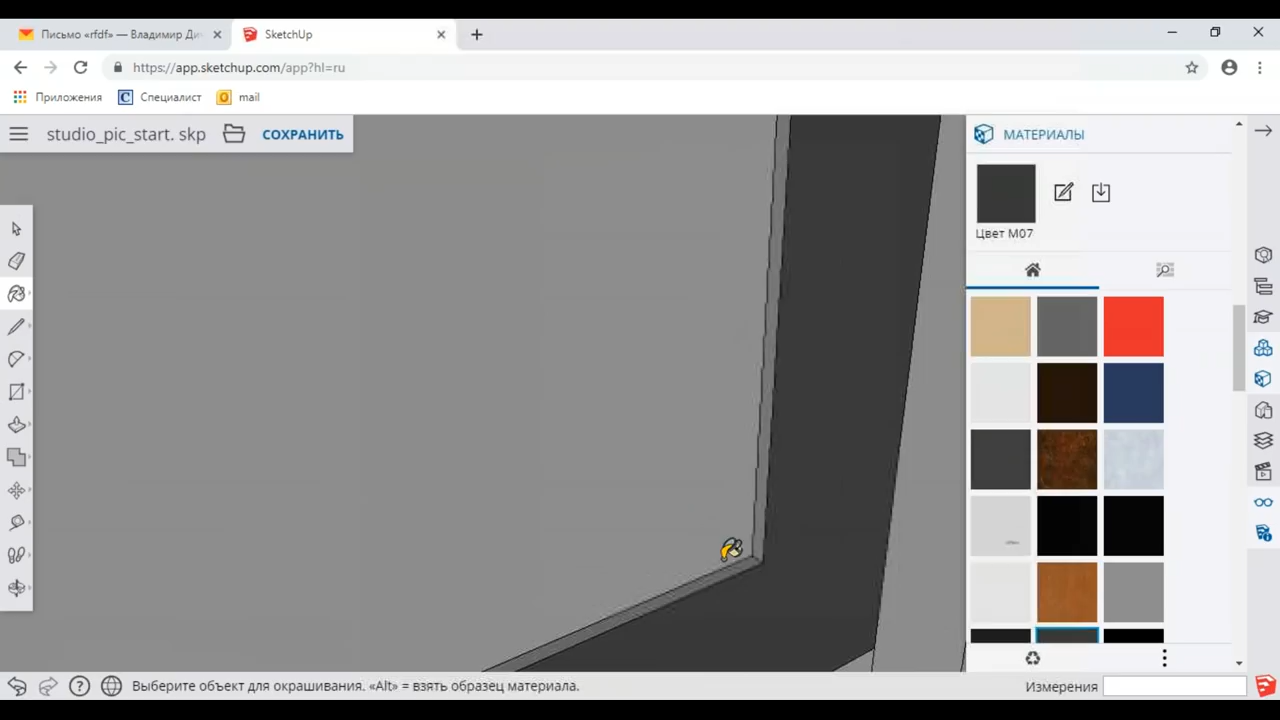 Письмо «rfdf» — Владимир Ди
SketchUp
https://app.sketchup.com/app?hl=ru
Приложения
Специалист
mail
studio_pic_start. skp
СОХРАНИТЬ
МАТЕРИАЛЫ
Цвет M07
Выберите объект для окрашивания. «Alt» = взять образец материала.
Измерения